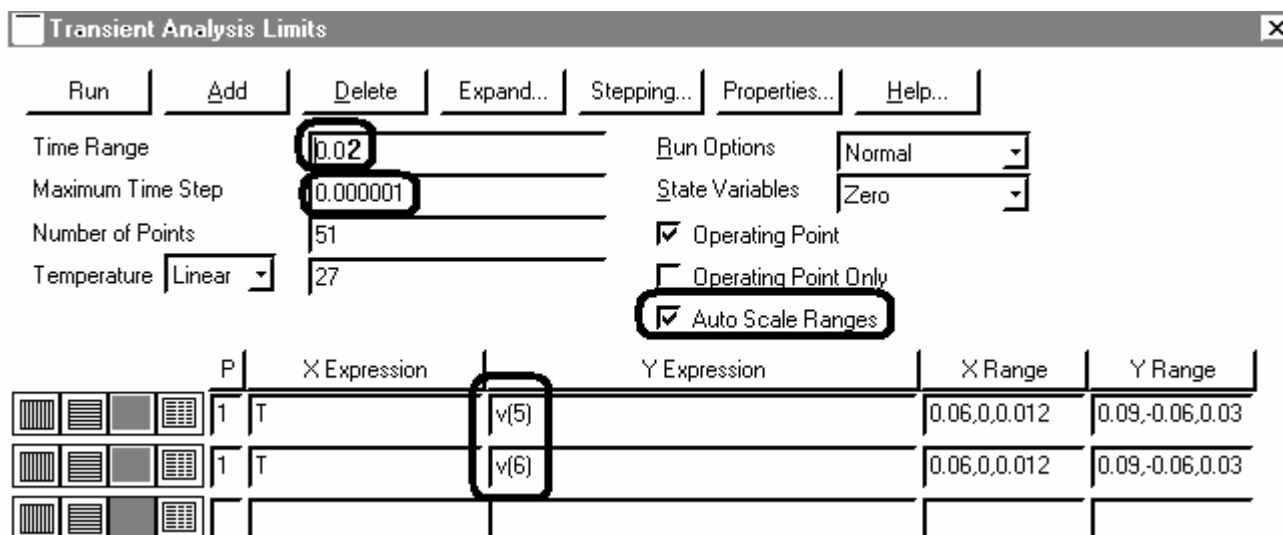 Transient Analysis Limits
Run Add Delete Expand... Stepping... Properties... Help...
Time Range 0.02 Run Options Normal
Maximum Time Step 0.000001 State Variables Zero
Number of Points 51 Operating Point
Temperature Linear 27 Operating Point Only
Auto Scale Ranges
P X Expression Y Expression X Range Y Range
1 T v(5) 0.06,0,0.012 0.09,-0.06,0.03
1 T v(6) 0.06,0,0.012 0.09,-0.06,0.03